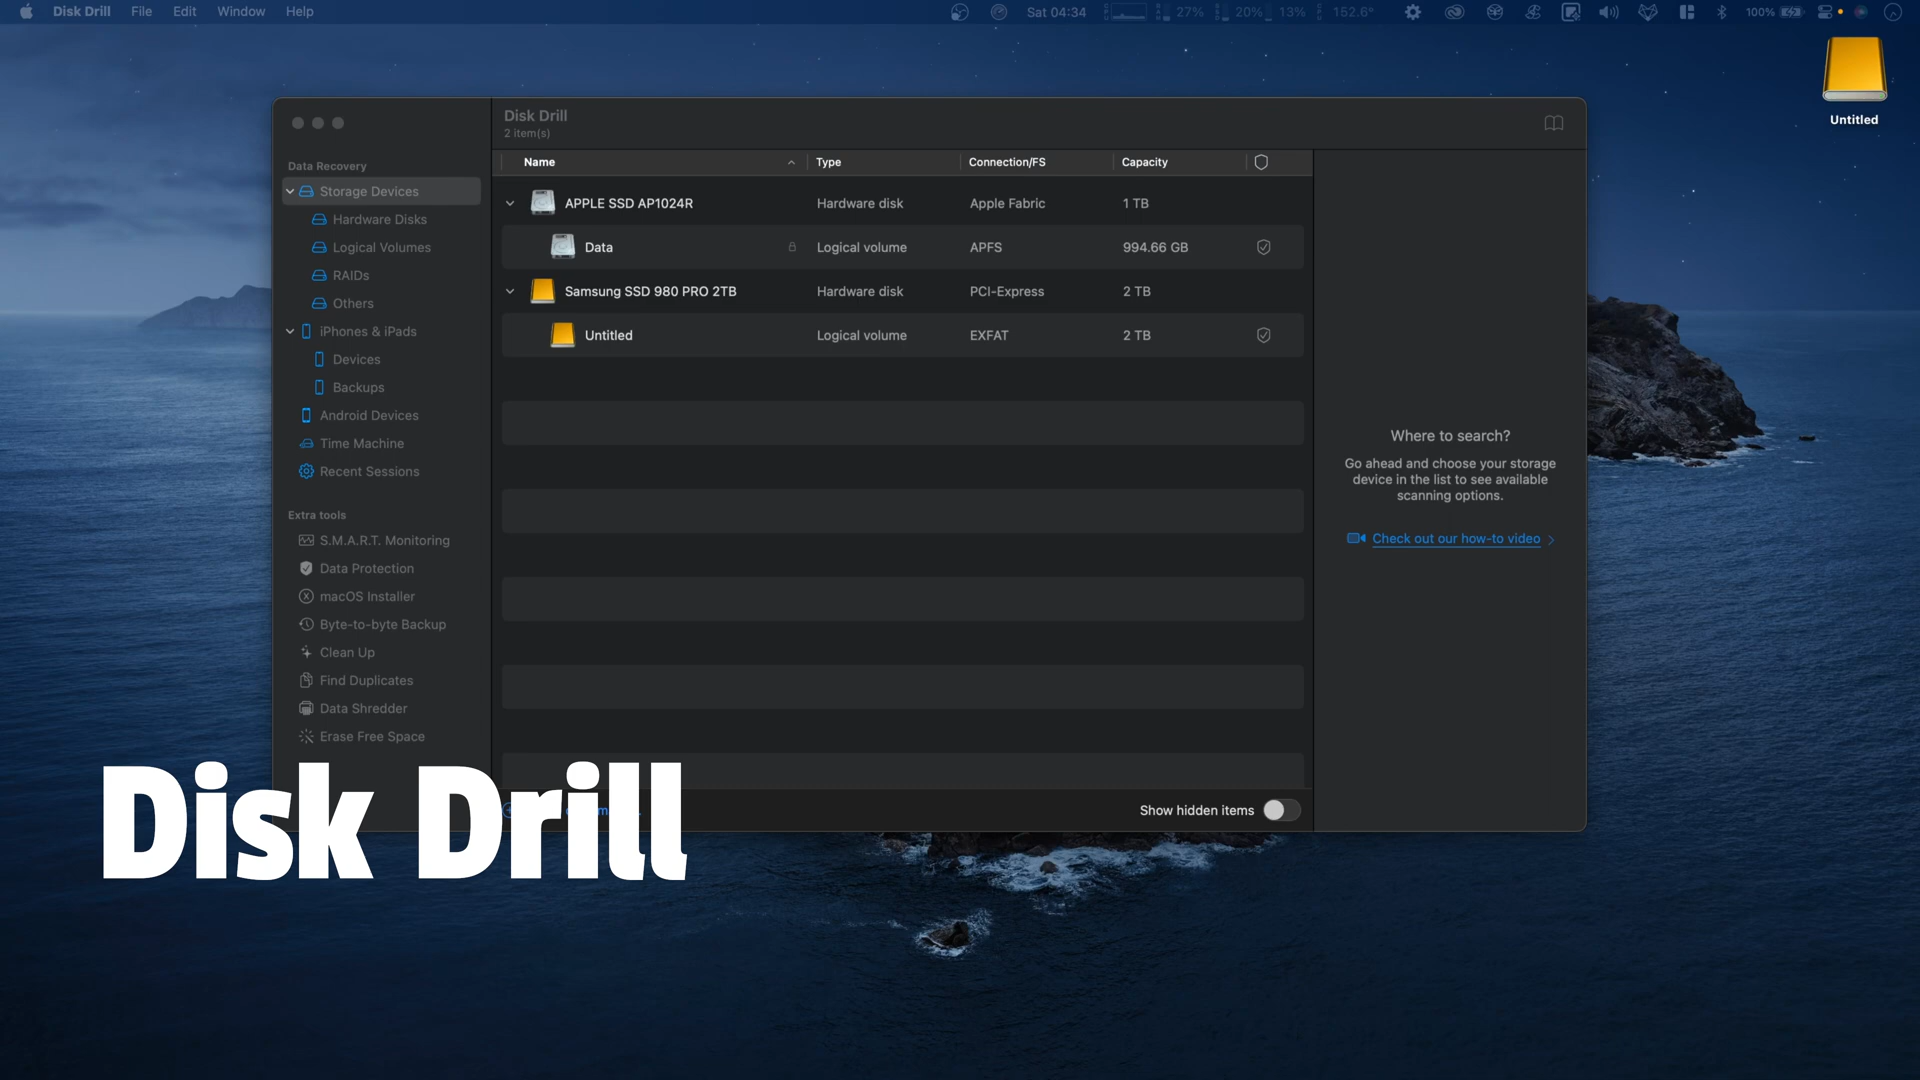 Disk Drill File Edit Window Help
Sat 04:34 27% 20% 13% 152.6° 100%
Untitled
Disk Drill
2 item(s)
Data Recovery
Storage Devices
Hardware Disks
Logical Volumes
RAIDs
Others
iPhones & iPads
Devices
Backups
Android Devices
Time Machine
Recent Sessions
Extra tools
S.M.A.R.T. Monitoring
Data Protection
macOS Installer
Byte-to-byte Backup
Clean Up
Find Duplicates
Data Shredder
Erase Free Space
Name Type Connection/FS Capacity
APPLE SSD AP1024R Hardware disk Apple Fabric 1 TB
Data Logical volume APFS 994.66 GB
Samsung SSD 980 PRO 2TB Hardware disk PCI-Express 2 TB
Untitled Logical volume EXFAT 2 TB
Where to search?
Go ahead and choose your storage
device in the list to see available
scanning options.
Check out our how-to video
Show hidden items
Disk Drill